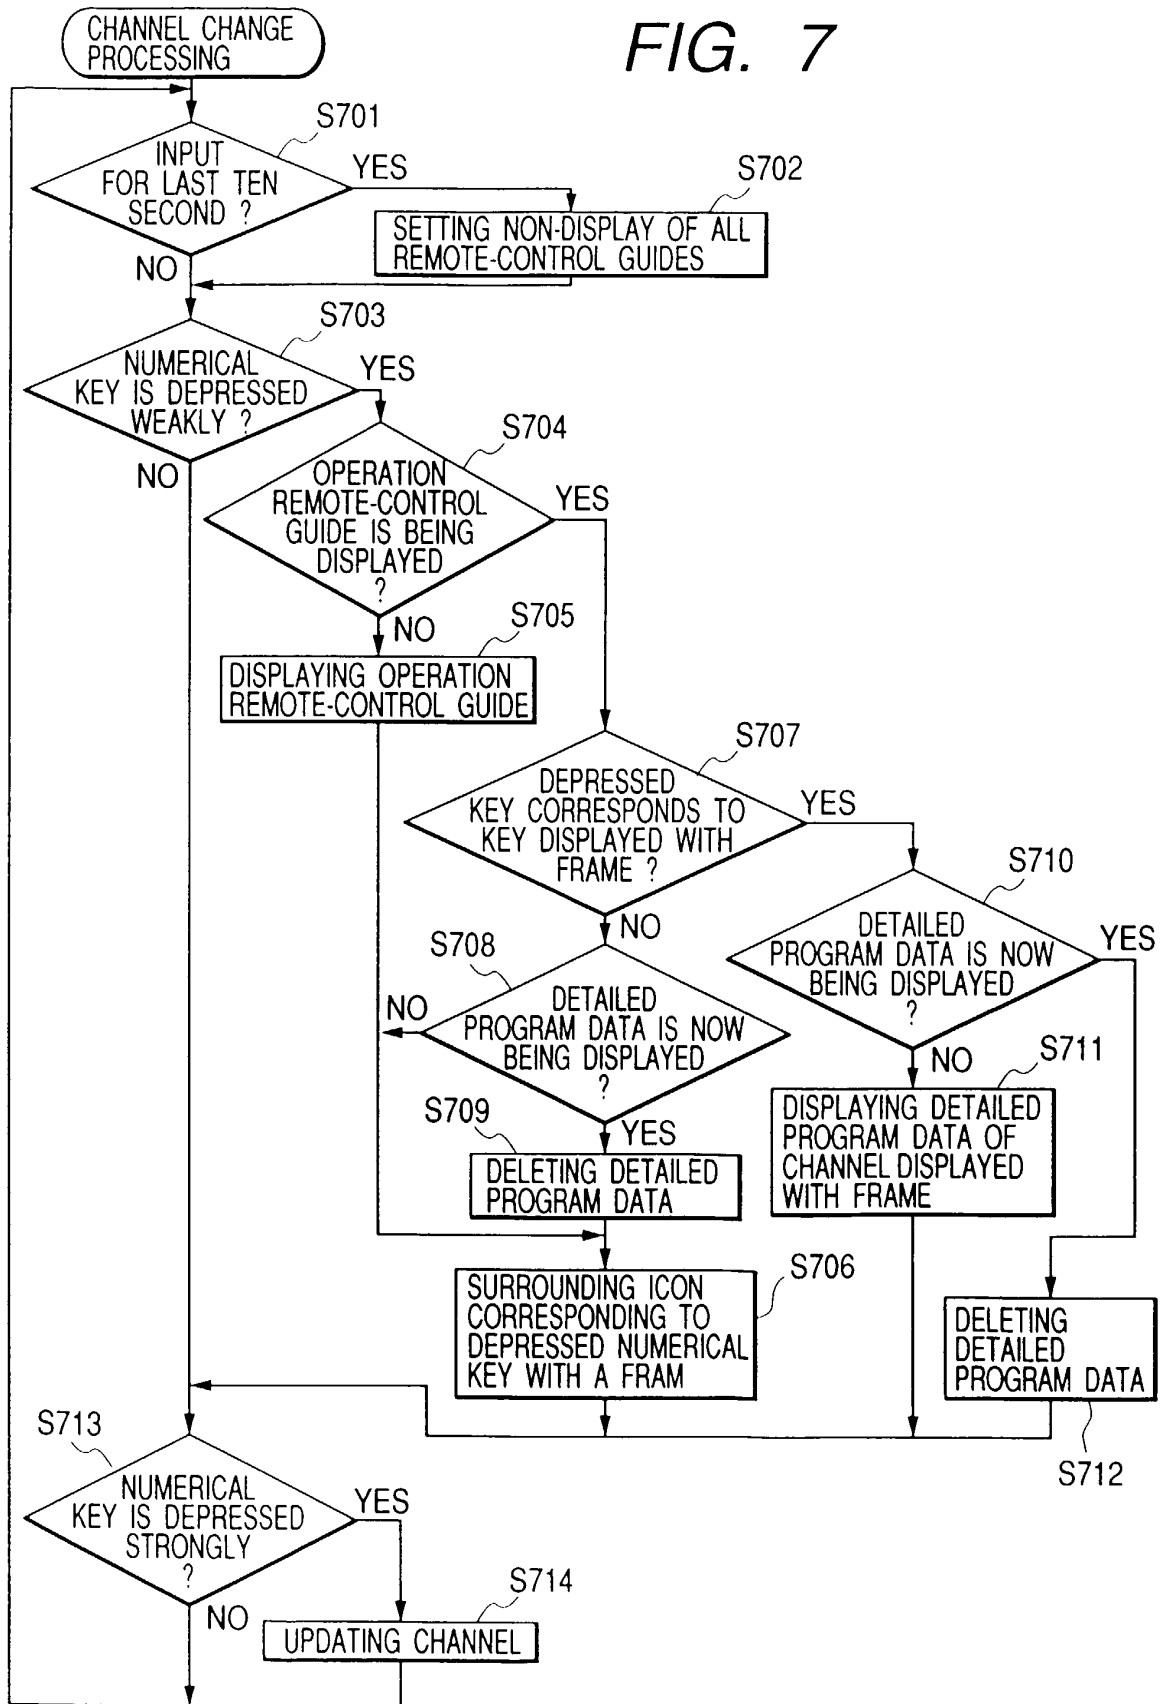 FIG. 7
CHANNEL CHANGE
PROCESSING
S701
INPUT
FOR LAST TEN
SECOND ?
YES
NO
S702
SETTING NON-DISPLAY OF ALL
REMOTE-CONTROL GUIDES
S703
NUMERICAL
KEY IS DEPRESSED
WEAKLY ?
YES
NO
S704
OPERATION
REMOTE-CONTROL
GUIDE IS BEING
DISPLAYED
?
YES
NO
S705
DISPLAYING OPERATION
REMOTE-CONTROL GUIDE
S707
DEPRESSED
KEY CORRESPONDS TO
KEY DISPLAYED WITH
FRAME ?
YES
NO
S708
DETAILED
PROGRAM DATA IS NOW
BEING DISPLAYED
?
NO
YES
S709
DELETING DETAILED
PROGRAM DATA
S710
DETAILED
PROGRAM DATA IS NOW
BEING DISPLAYED
?
YES
NO
S711
DISPLAYING DETAILED
PROGRAM DATA OF
CHANNEL DISPLAYED
WITH FRAME
S706
SURROUNDING ICON
CORRESPONDING TO
DEPRESSED NUMERICAL
KEY WITH A FRAM
DELETING
DETAILED
PROGRAM DATA
S712
S713
NUMERICAL
KEY IS DEPRESSED
STRONGLY
?
YES
NO
S714
UPDATING CHANNEL